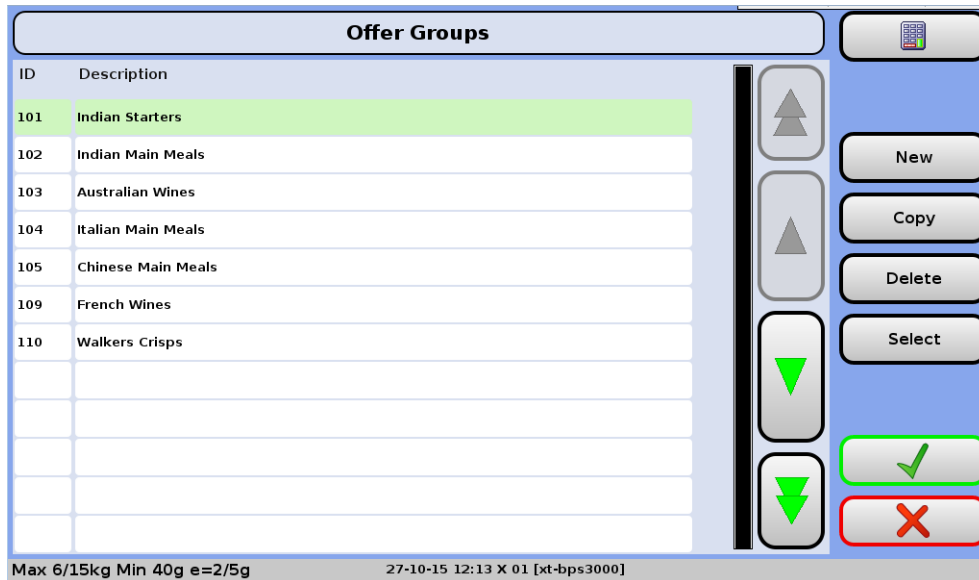 Offer Groups
ID Description
101 Indian Starters
102 Indian Main Meals
103 Australian Wines
104 Italian Main Meals
105 Chinese Main Meals
109 French Wines
110 Walkers Crisps
New
Copy
Delete
Select
Max 6/15kg Min 40g e=2/5g 27-10-15 12:13 X 01 [xt-bps3000]